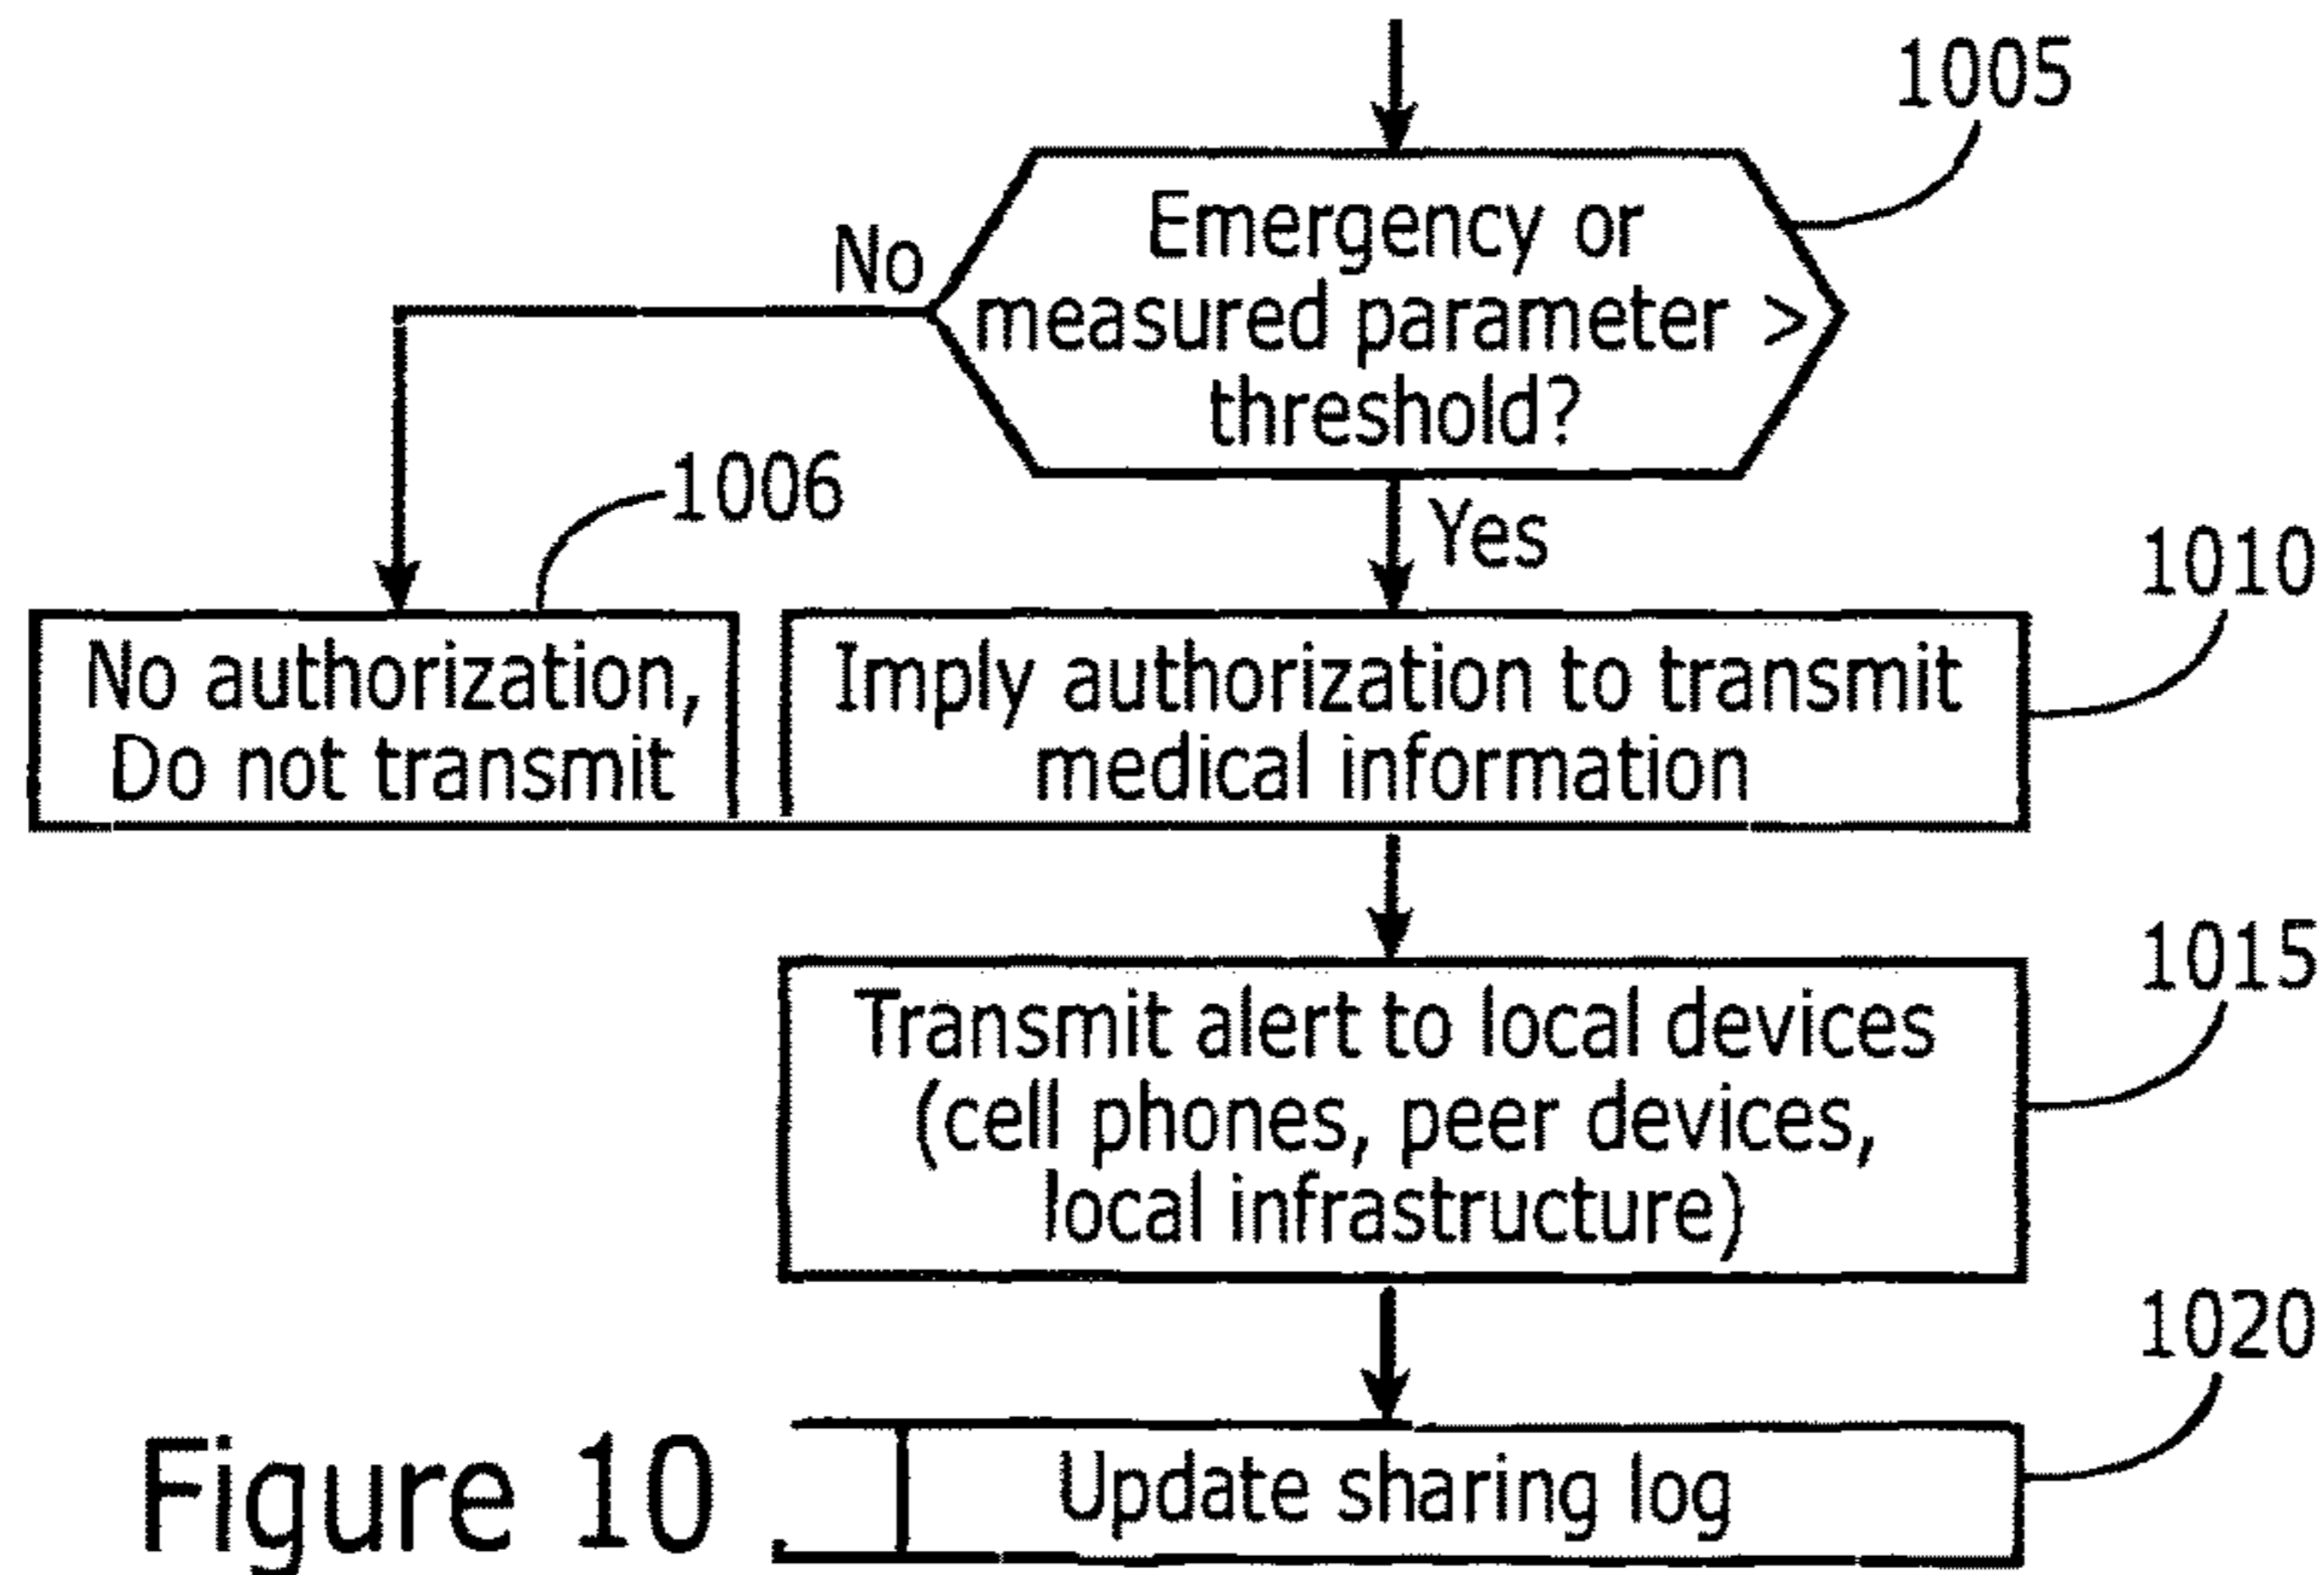 1005
Emergency or
measured parameter >
threshold?
No
Yes
1006
No authorization,
Do not transmit
1010
Imply authorization to transmit
medical information
1015
Transmit alert to local devices
(cell phones, peer devices,
local infrastructure)
1020
Update sharing log
Figure 10